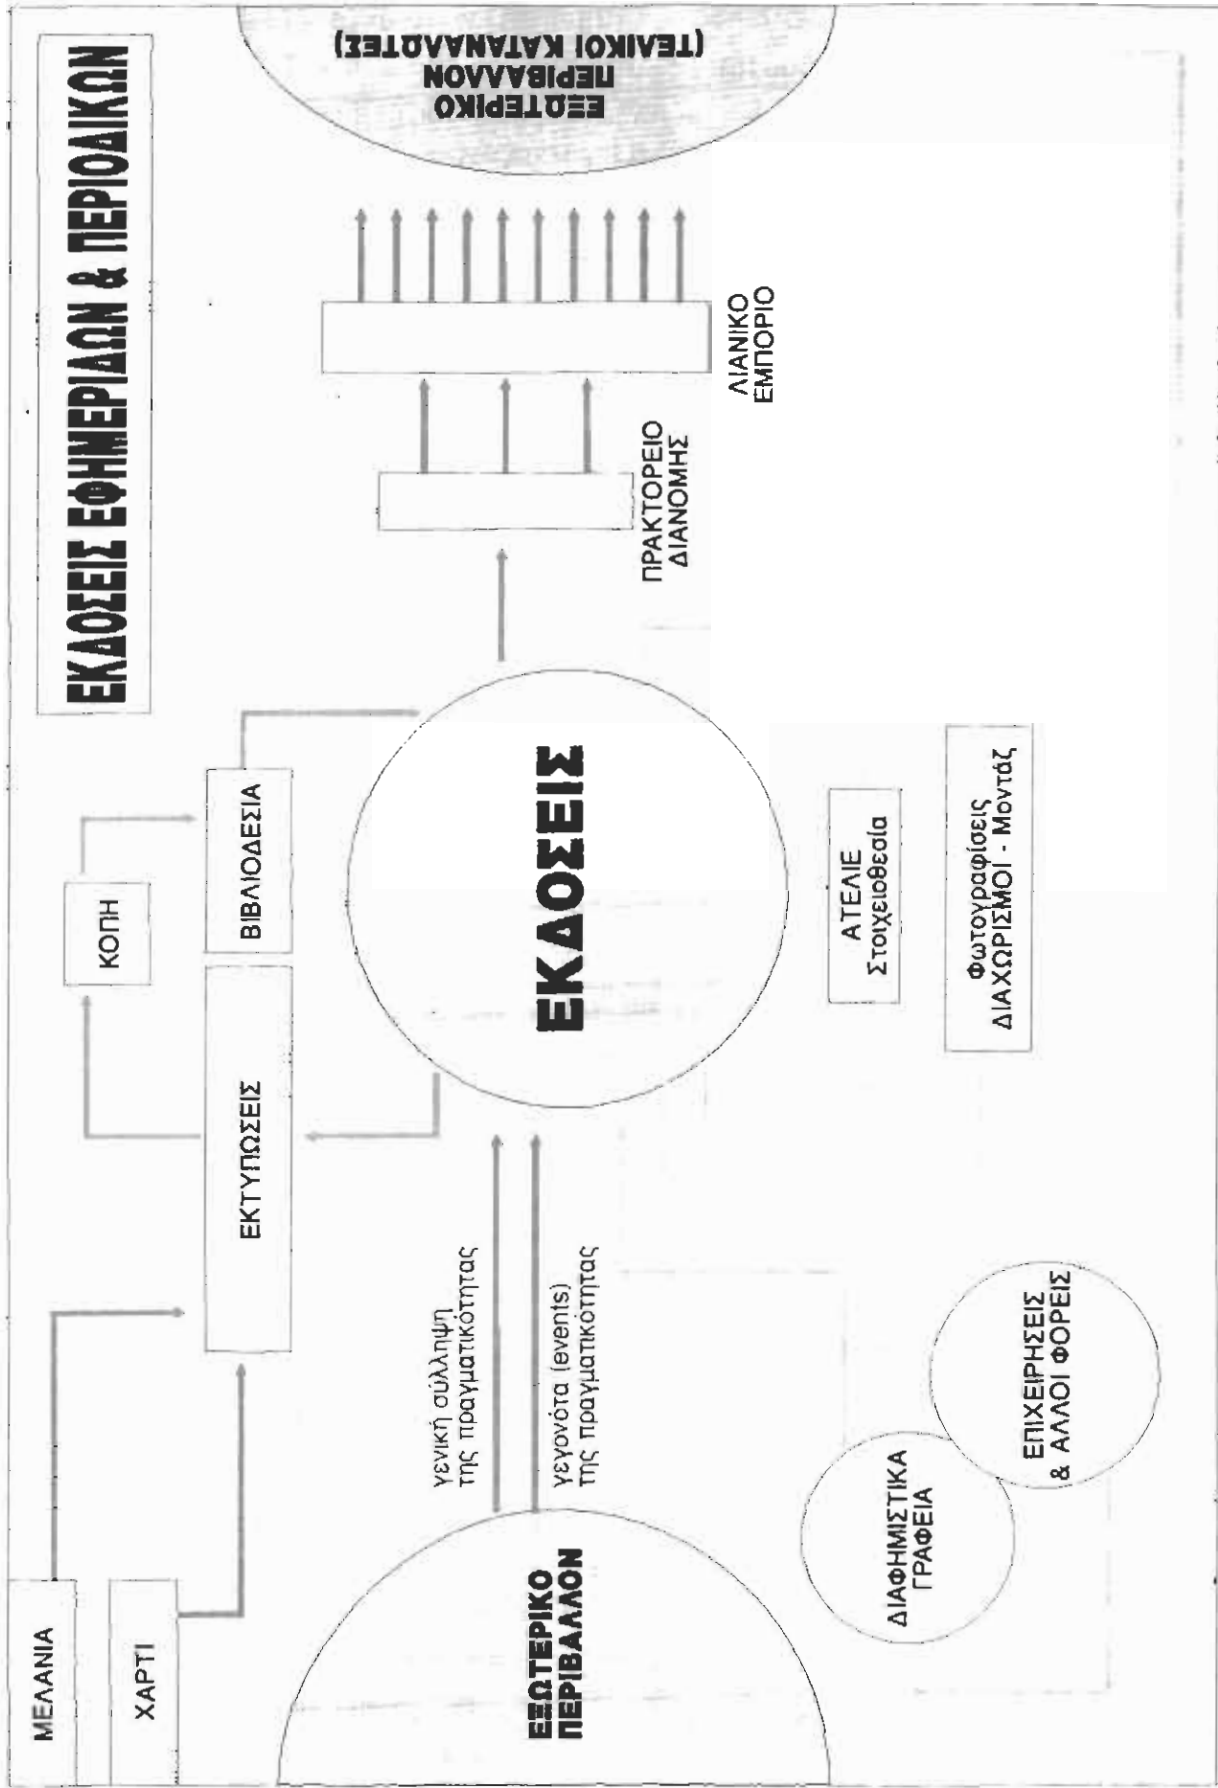 ΕΚΔΟΣΕΙΣ ΕΦΗΜΕΡΙΔΩΝ & ΠΕΡΙΟΔΙΚΩΝ
ΜΕΛΑΝΙΑ
ΧΑΡΤΙ
ΚΟΠΗ
ΕΚΤΥΠΩΣΕΙΣ
ΒΙΒΛΙΟΔΕΣΙΑ
ΕΞΩΤΕΡΙΚΟ
ΠΕΡΙΒΑΛΛΟΝ
γενική σύλληψη
της πραγματικότητας
γεγονότα (events)
της πραγματικότητας
ΕΚΔΟΣΕΙΣ
ΠΡΑΚΤΟΡΕΙΟ
ΔΙΑΝΟΜΗΣ
ΛΙΑΝΙΚΟ
ΕΜΠΟΡΙΟ
ΕΞΩΤΕΡΙΚΟ
ΠΕΡΙΒΑΛΛΟΝ
(ΤΕΛΙΚΟΙ ΚΑΤΑΝΑΛΩΤΕΣ)
ΑΤΕΛΙΕ
Στοιχειοθεσία
Φωτογραφίσεις
ΔΙΑΧΩΡΙΣΜΟΙ - Μοντάζ
ΔΙΑΦΗΜΙΣΤΙΚΑ
ΓΡΑΦΕΙΑ
ΕΠΙΧΕΙΡΗΣΕΙΣ
& ΑΛΛΟΙ ΦΟΡΕΙΣ